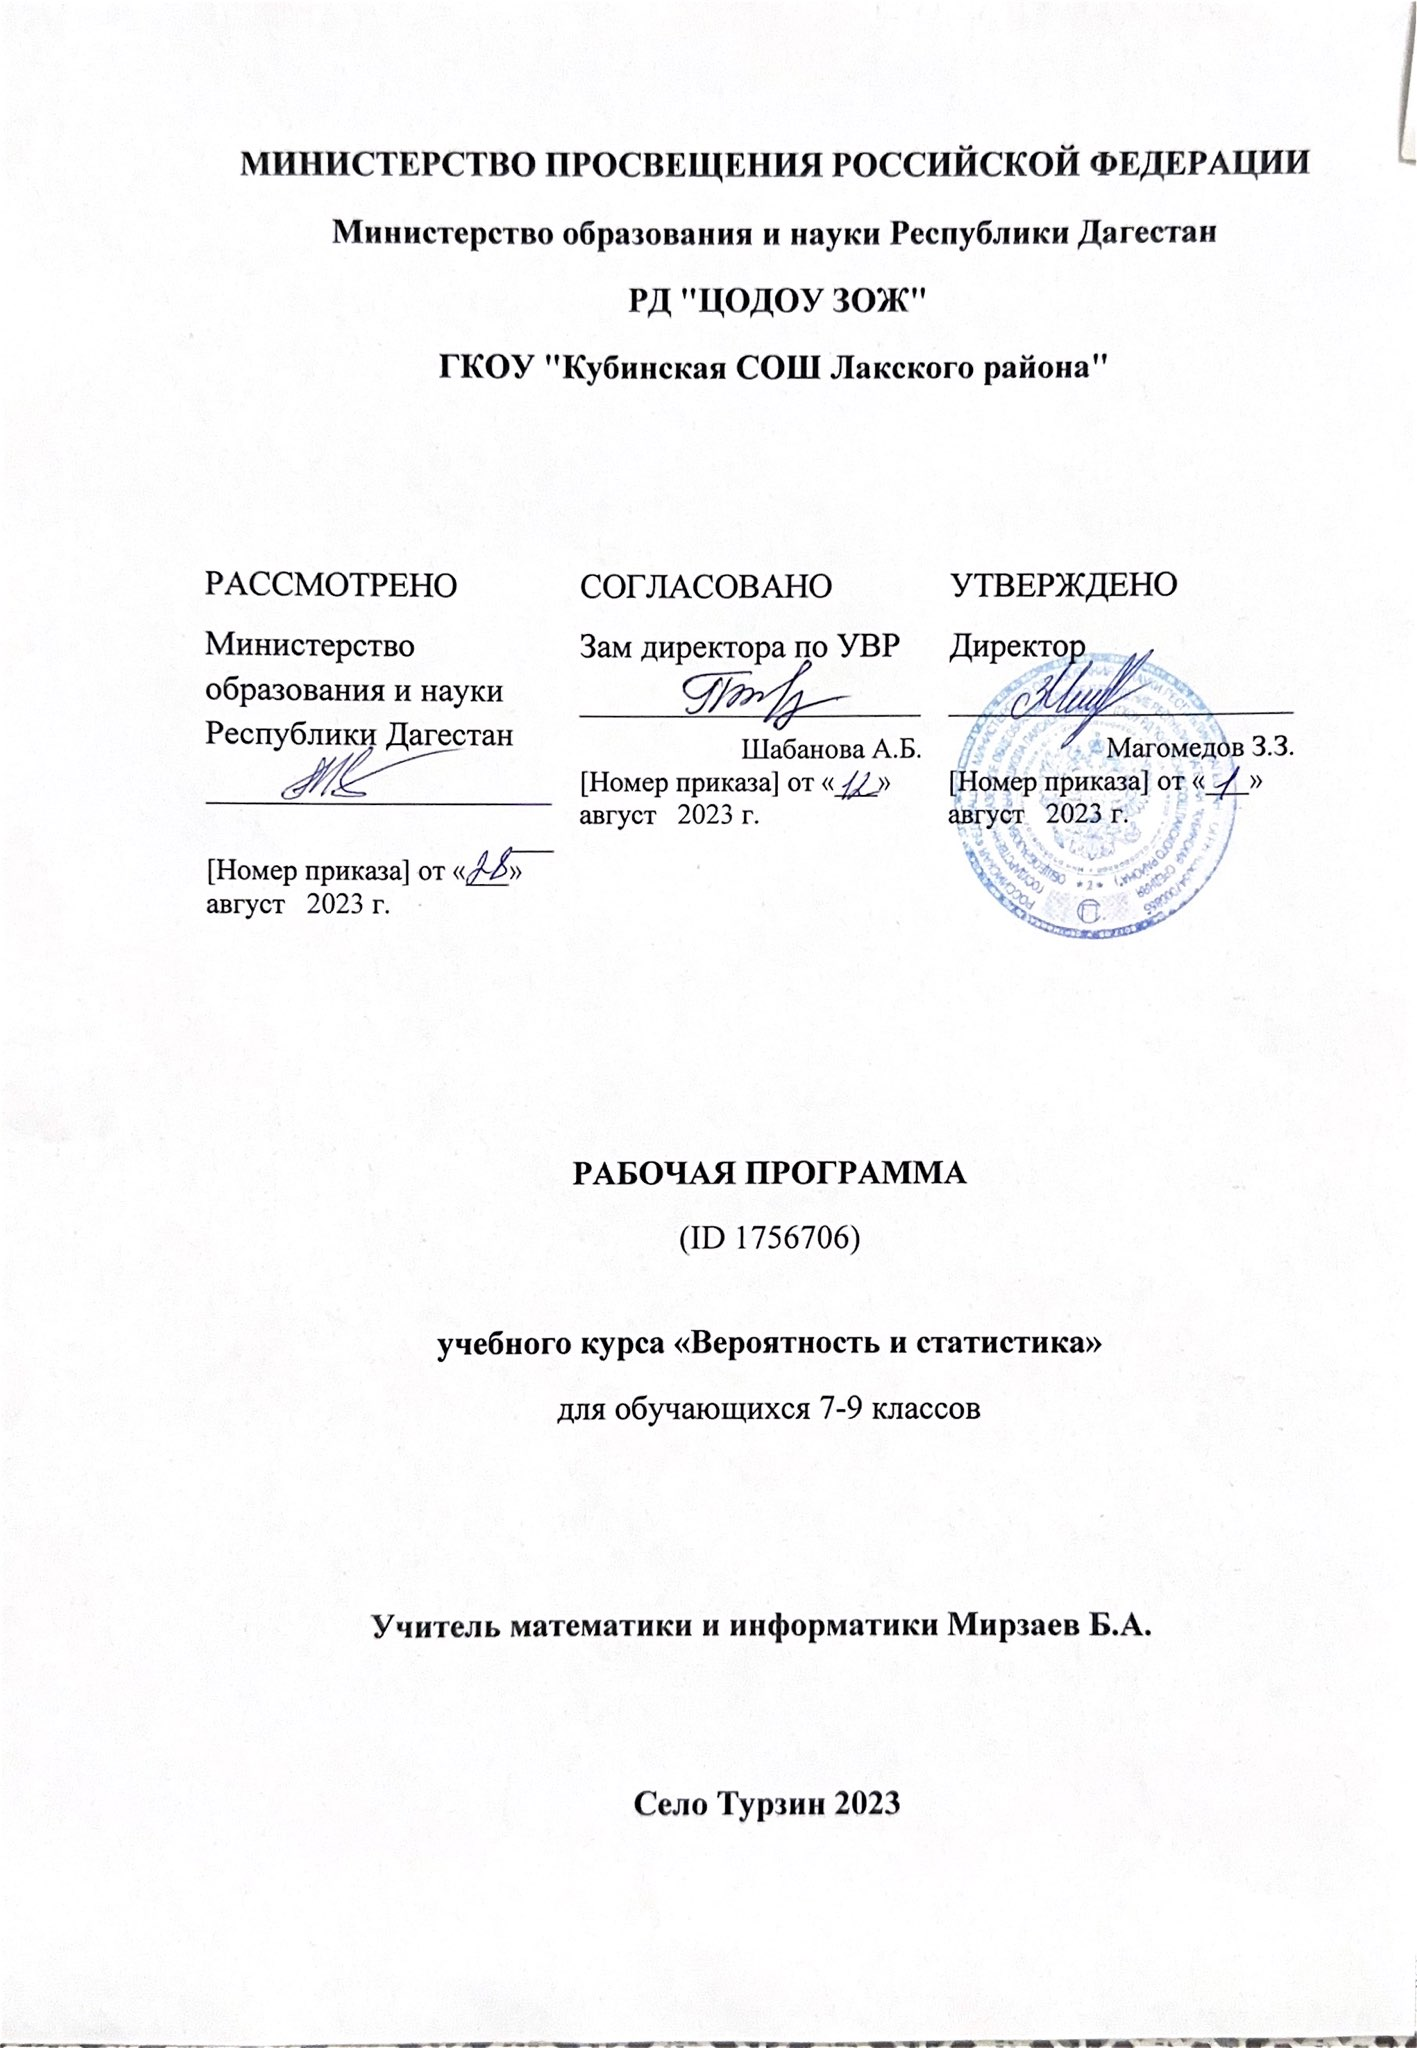 МИНИСТЕРСТВО ПРОСВЕЩЕНИЯ РОССИЙСКОЙ ФЕДЕРАЦИИ
Министерство образования и науки Республики Дагестан
РД "ЦОДОУ ЗОЖ"
ГКОУ "Кубинская СОШ Лакского района"
РАССМОТРЕНО
Министерство
образования и науки
Республики Дагестан
[Номер приказа] от «28»
август 2023 г.
СОГЛАСОВАНО
Зам директора по УВР
Шабанова А.Б.
[Номер приказа] от «12»
август 2023 г.
УТВЕРЖДЕНО
Директор
Магомедов З.З.
[Номер приказа] от «1»
август 2023 г.
РАБОЧАЯ ПРОГРАММА
(ID 1756706)
учебного курса «Вероятность и статистика»
для обучающихся 7-9 классов
Учитель математики и информатики Мирзаев Б.А.
Село Турзин 2023